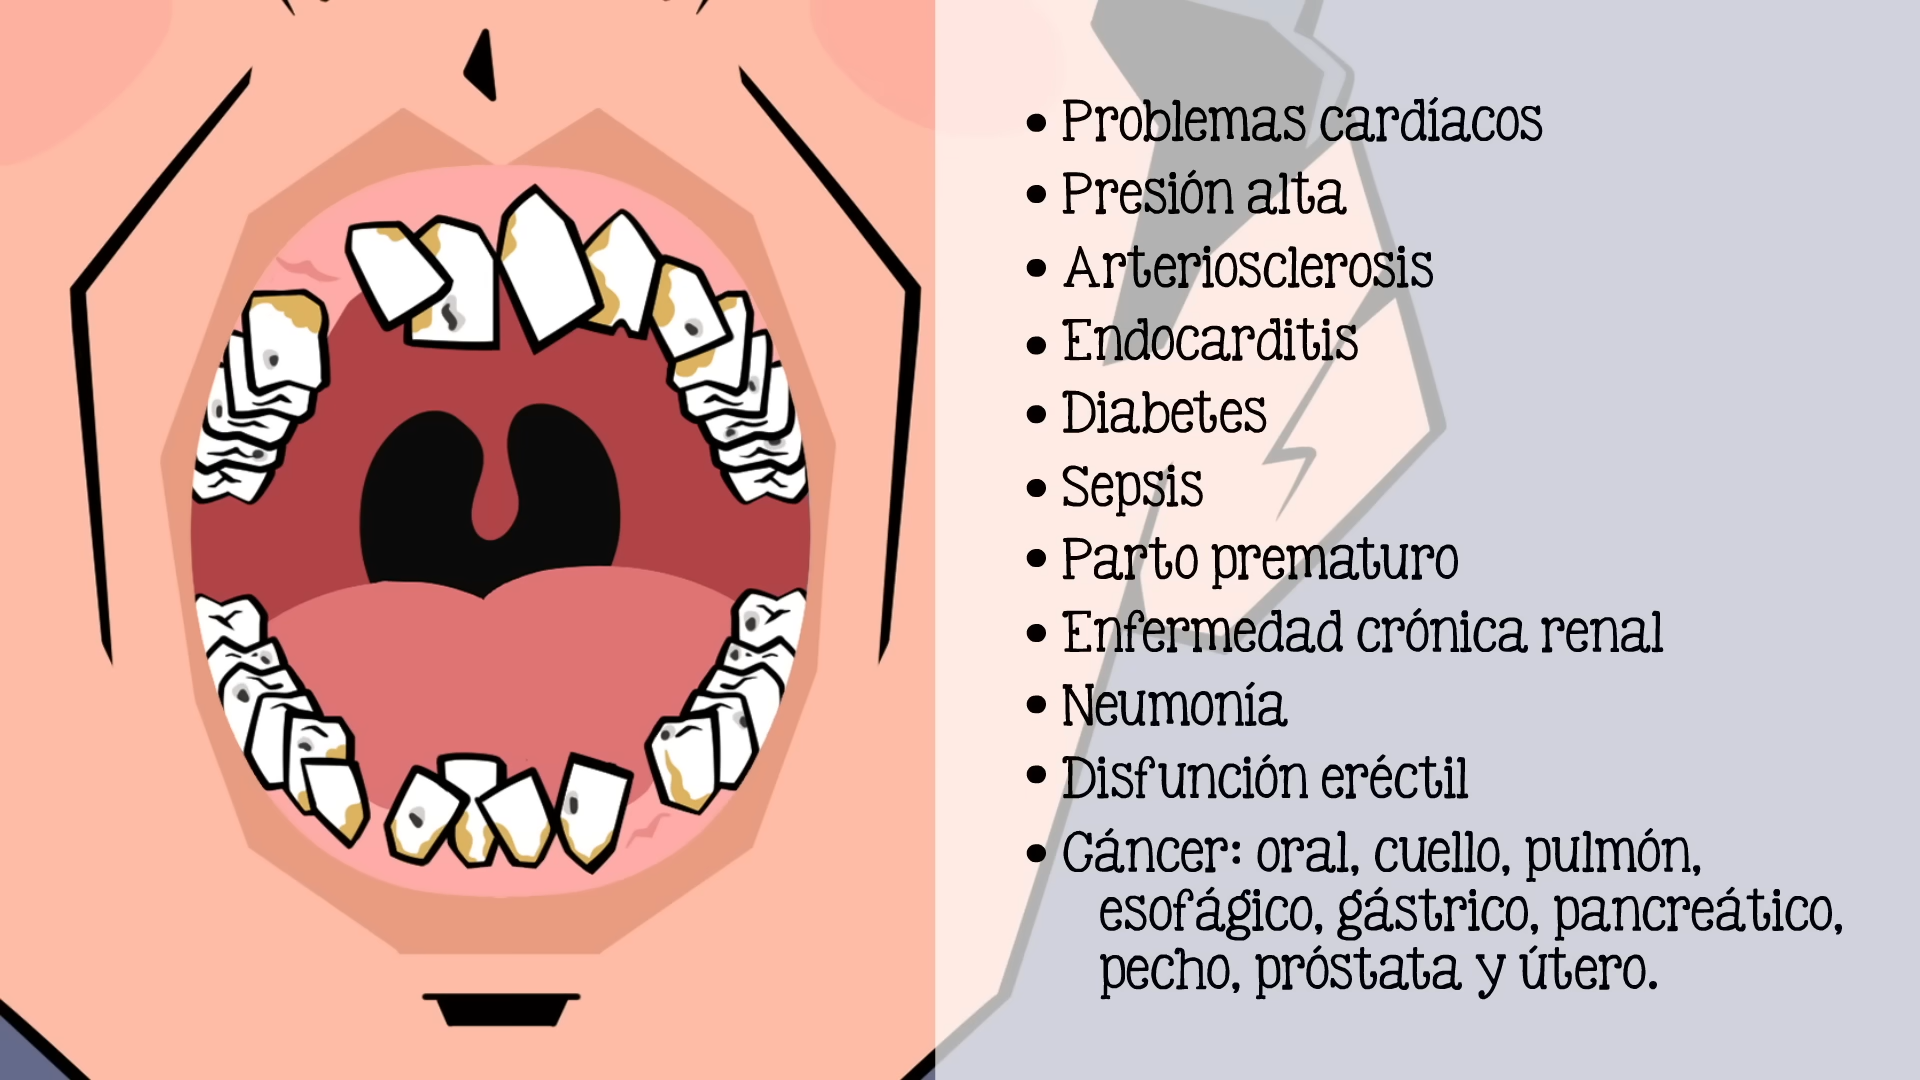 • Problemas cardíacos
• Presión alta
• Arteriosclerosis
• Endocarditis
• Diabetes
• Sepsis
• Parto prematuro
• Enfermedad crónica renal
• Neumonía
• Disfunción eréctil
• Cáncer: oral, cuello, pulmón,
esofágico, gástrico, pancreático,
pecho, próstata y útero.